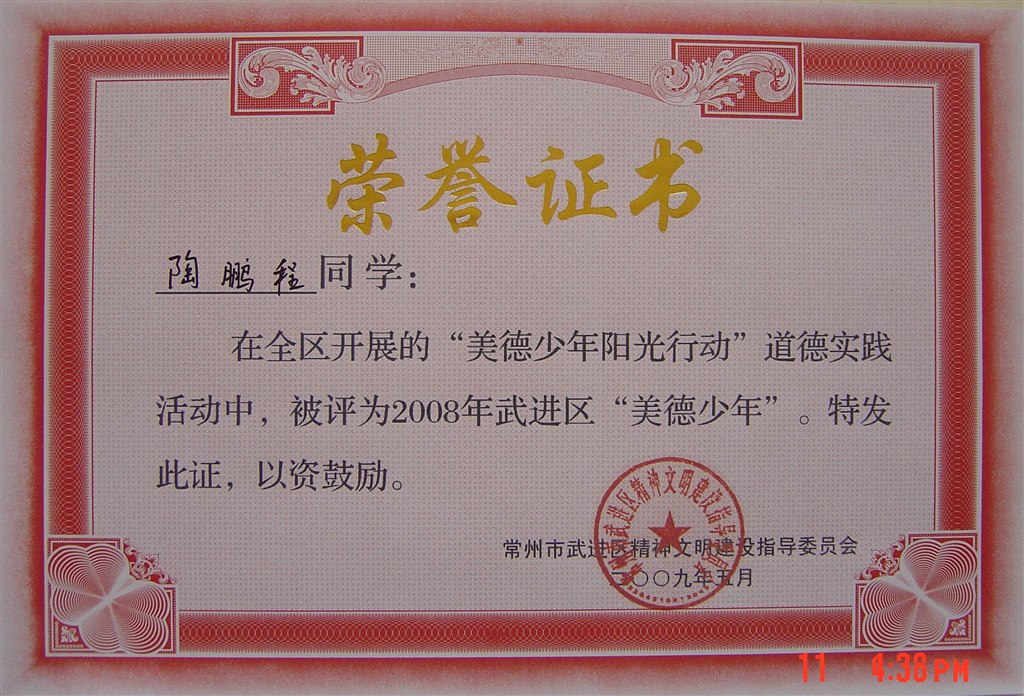 荣誉证书
陶鹏程同学：
在全区开展的“美德少年阳光行动”道德实践
活动中，被评为2008年武进区“美德少年”。特发
此证，以资鼓励。
常州市武进区精神文明建设指导委员会
二〇〇九年五月
11 4:38PM